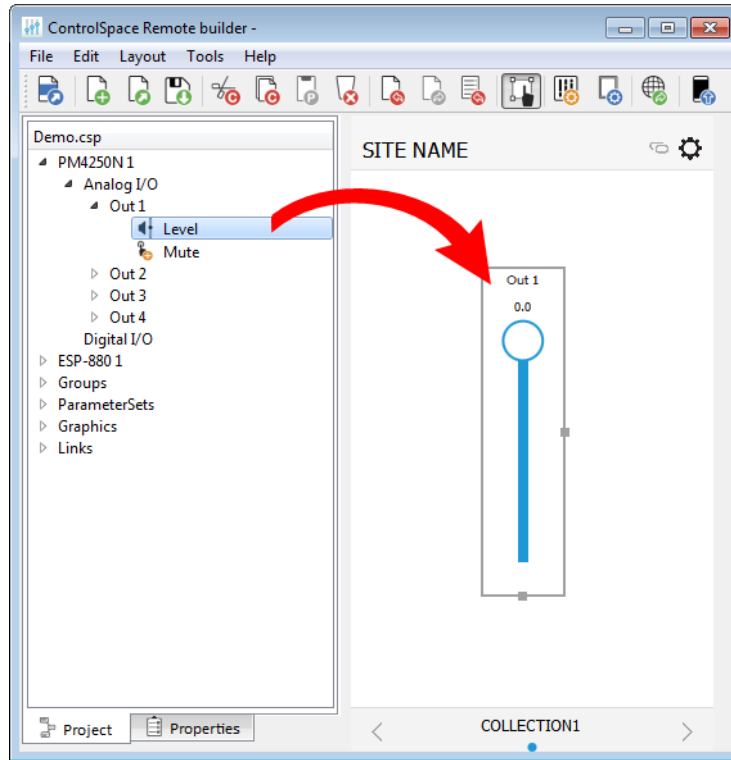 ControlSpace Remote builder -
File Edit Layout Tools Help
Demo.csp
PM4250N 1
Analog I/O
Out 1
Level
Mute
Out 2
Out 3
Out 4
Digital I/O
ESP-880 1
Groups
ParameterSets
Graphics
Links
Project Properties
SITE NAME
Out 1
0.0
COLLECTION1